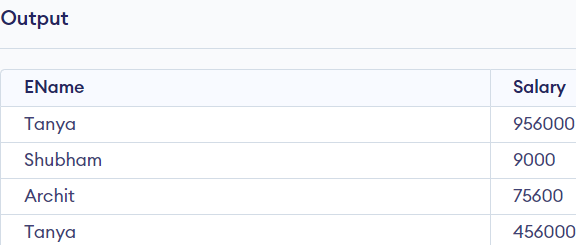 Output
EName Salary
Tanya 956000
Shubham 9000
Archit 75600
Tanya 456000